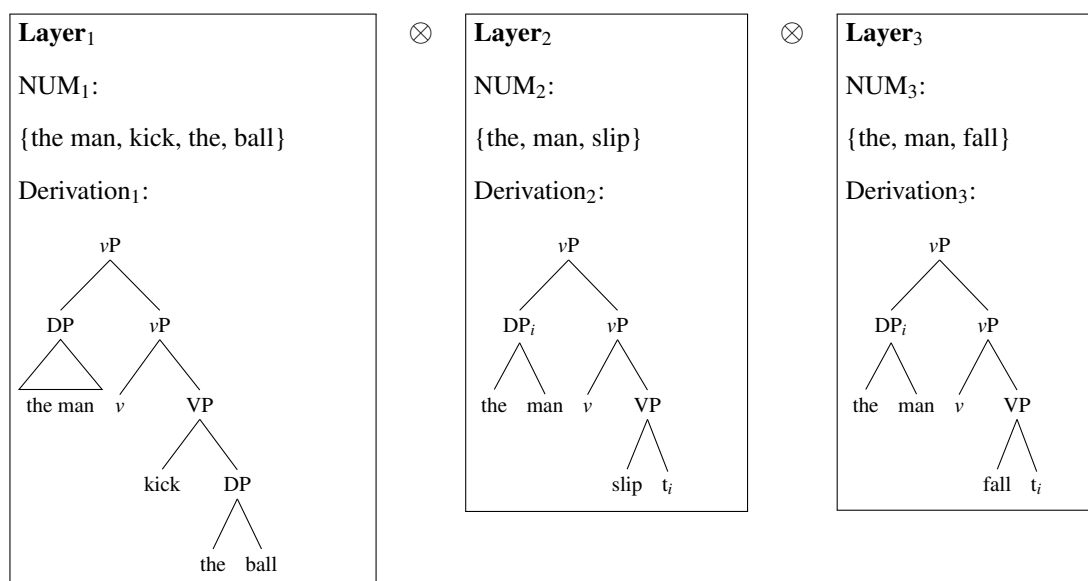 Layer₁ ⊗ Layer₂ ⊗ Layer₃
NUM₁: NUM₂: NUM₃:
{the man, kick, the, ball} {the, man, slip} {the, man, fall}
Derivation₁: Derivation₂: Derivation₃:
vP vP vP
DP vP DPᵢ vP DPᵢ vP
the man v VP the man v VP the man v VP
kick DP slip tᵢ fall tᵢ
the ball